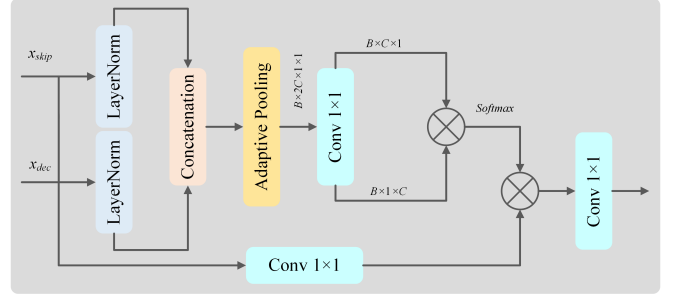 x_skip
LayerNorm
x_dec
LayerNorm
Concatenation
Adaptive Pooling
B×2C×1×1
Conv 1×1
B×C×1
B×1×C
Softmax
Conv 1×1
Conv 1×1